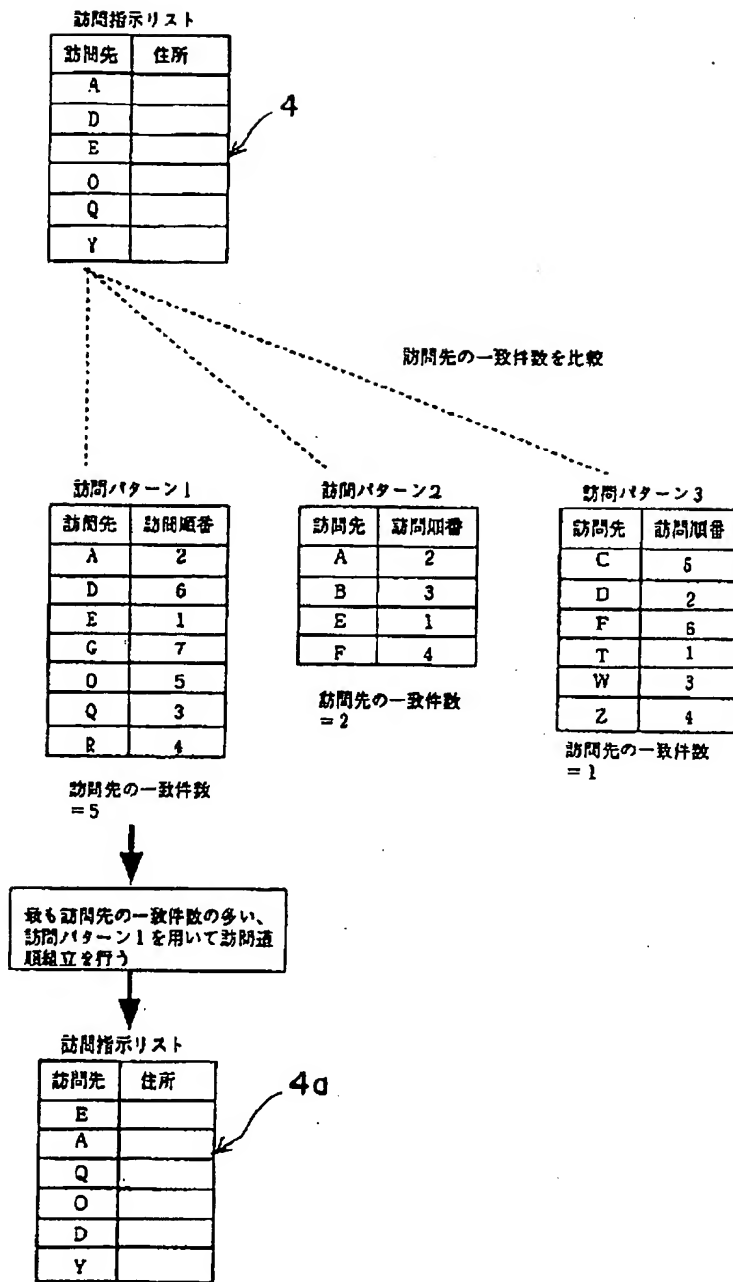 訪問指示リスト
訪問先 住所
A
D
E
O
Q
Y
4
訪問先の一致件数を比較
訪問パターン1
訪問先 訪問順番
A 2
D 6
E 1
G 7
O 5
Q 3
R 4
訪問先の一致件数
=5
訪問パターン2
訪問先 訪問順番
A 2
B 3
E 1
F 4
訪問先の一致件数
=2
訪問パターン3
訪問先 訪問順番
C 5
D 2
F 6
T 1
W 3
Z 4
訪問先の一致件数
=1
最も訪問先の一致件数の多い、
訪問パターン1を用いて訪問道
順組立を行う
訪問指示リスト
訪問先 住所
E
A
Q
O
D
Y
4a